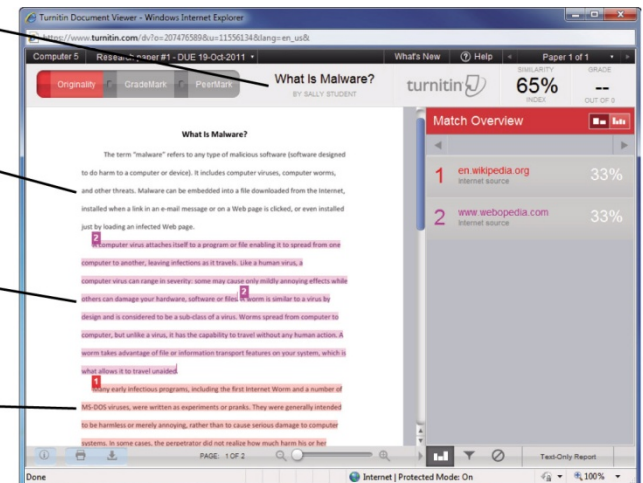 Turnitin Document Viewer - Windows Internet Explorer
https://www.turnitin.com/dv?o=207476589&u=11556134&lang=en_us&
Computer 5 Research paper #1 - DUE 19-Oct-2011 What's New Help Paper 1 of 1
Originality GradeMark PeerMark
What Is Malware?
BY SALLY STUDENT
turnitin
SIMILARITY
65%
INDEX
GRADE
--
OUT OF 0
What Is Malware?
The term "malware" refers to any type of malicious software (software designed
to do harm to a computer or device). It includes computer viruses, computer worms,
and other threats. Malware can be embedded into a file downloaded from the Internet,
installed when a link in an e-mail message or on a Web page is clicked, or even installed
just by loading an infected Web page.
2
computer virus attaches itself to a program or file enabling it to spread from one
computer to another, leaving infections as it travels. Like a human virus, a
computer virus can range in severity: some may cause only mildly annoying effects while
others can damage your hardware, software or files. 2 worm is similar to a virus by
design and is considered to be a sub-class of a virus. Worms spread from computer to
computer, but unlike a virus, it has the capability to travel without any human action. A
worm takes advantage of file or information transport features on your system, which is
what allows it to travel unaided.
1
Many early infectious programs, including the first Internet Worm and a number of
MS-DOS viruses, were written as experiments or pranks. They were generally intended
to be harmless or merely annoying, rather than to cause serious damage to computer
systems. In some cases, the perpetrator did not realize how much harm his or her
Match Overview
1 en.wikipedia.org 33%
Internet source
2 www.webopedia.com 33%
Internet source
PAGE: 1 OF 2
Text-Only Report
Done Internet | Protected Mode: On 100%